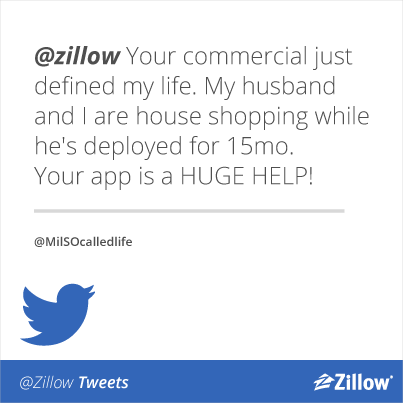 @zillow Your commercial just
defined my life. My husband
and I are house shopping while
he's deployed for 15mo.
Your app is a HUGE HELP!
@MilSOcalledlife
@Zillow Tweets
Zillow®